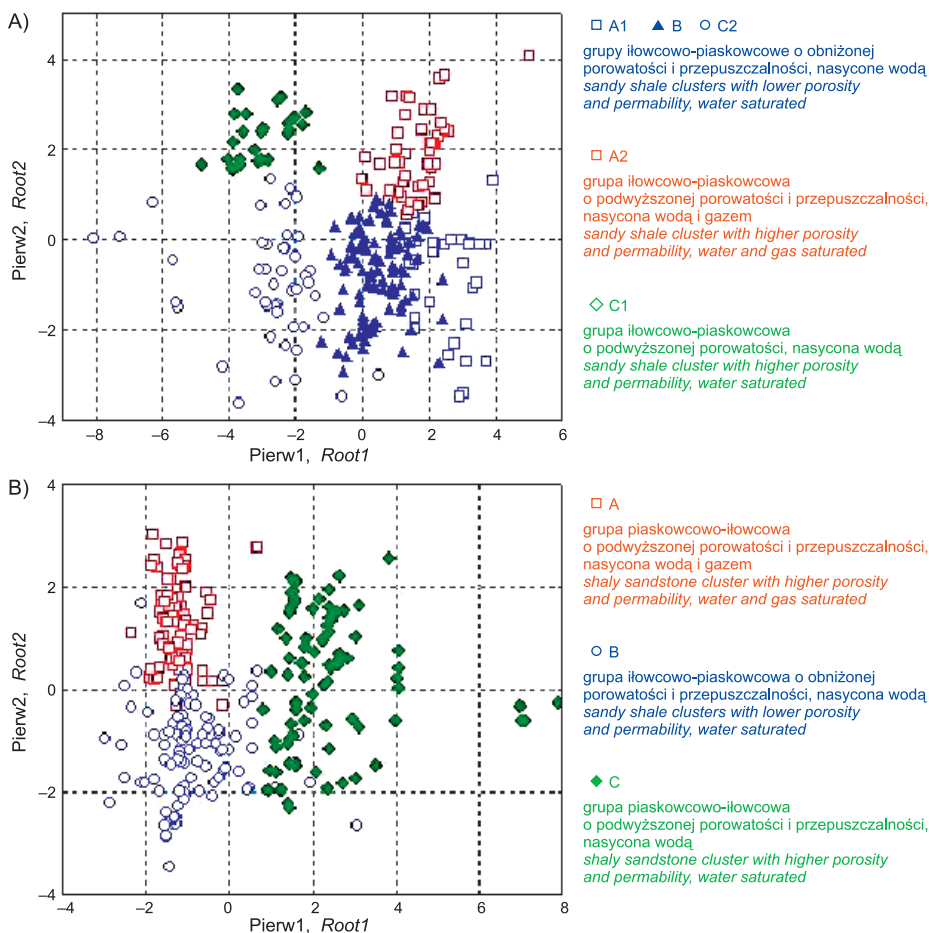 A)
4
2
0
−2
−4
−8
−6
−4
−2
0
2
4
6
Pierw2, Root2
Pierw1, Root1
A1 B C2
grupy iłowcowo-piaskowcowe o obniżonej
porowatości i przepuszczalności, nasycone wodą
sandy shale clusters with lower porosity
and permability, water saturated
A2
grupa iłowcowo-piaskowcowa
o podwyższonej porowatości i przepuszczalności,
nasycona wodą i gazem
sandy shale cluster with higher porosity
and permability, water and gas saturated
C1
grupa iłowcowo-piaskowcowa
o podwyższonej porowatości, nasycona wodą
sandy shale cluster with higher porosity
and permability, water saturated
B)
4
2
0
−2
−4
−4
−2
0
2
4
6
8
Pierw2, Root2
Pierw1, Root1
A
grupa piaskowcowo-iłowcowa
o podwyższonej porowatości i przepuszczalności,
nasycona wodą i gazem
shaly sandstone cluster with higher porosity
and permability, water and gas saturated
B
grupa iłowcowo-piaskowcowa o obniżonej
porowatości i przepuszczalności, nasycona wodą
sandy shale clusters with lower porosity
and permability, water saturated
C
grupa piaskowcowo-iłowcowa
o podwyższonej porowatości i przepuszczalności,
nasycona wodą
shaly sandstone cluster with higher porosity
and permability, water saturated